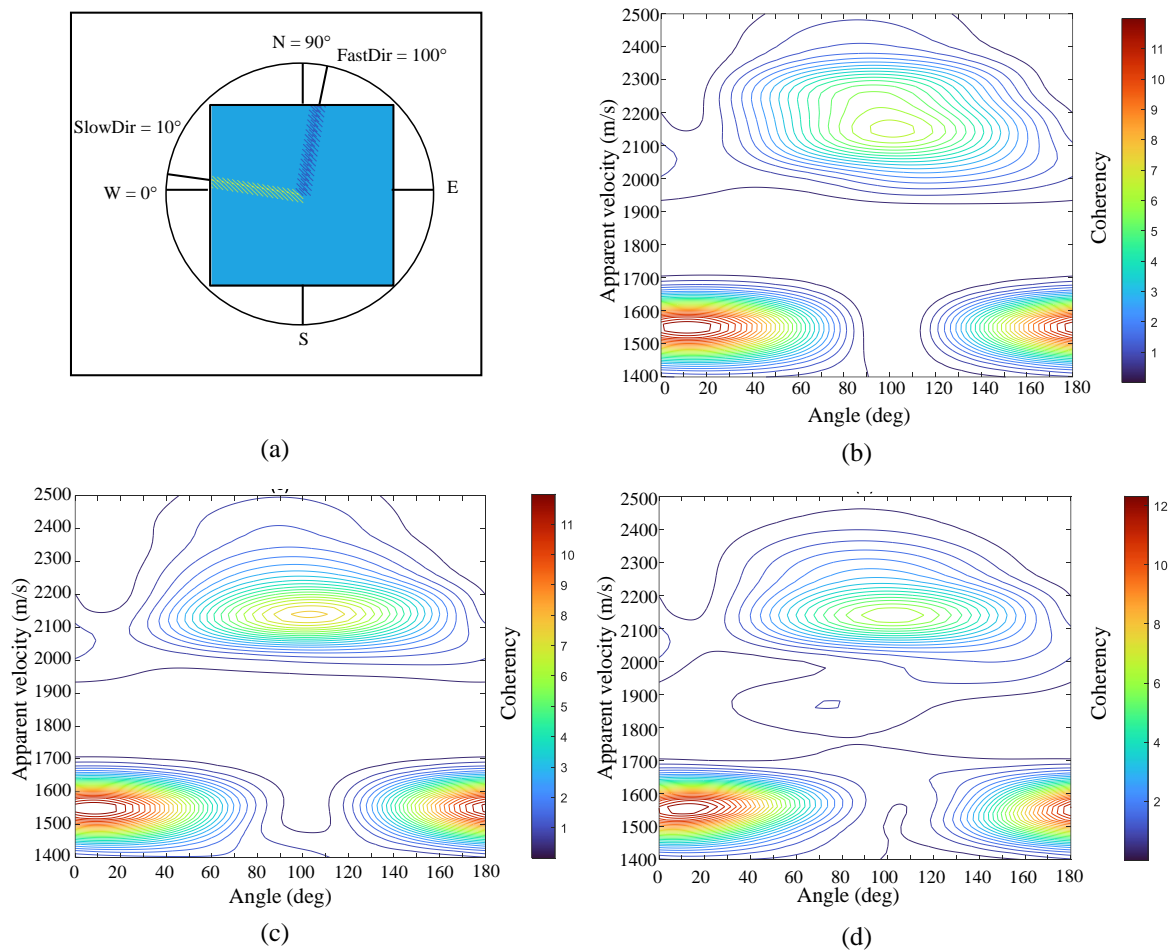 N = 90°
FastDir = 100°
SlowDir = 10°
W = 0°
E
S
(a)
2500
2400
2300
2200
2100
2000
1900
1800
1700
1600
1500
1400
Apparent velocity (m/s)
0 20 40 60 80 100 120 140 160 180
Angle (deg)
Coherency
11
10
9
8
7
6
5
4
3
2
1
(b)
2500
2400
2300
2200
2100
2000
1900
1800
1700
1600
1500
1400
Apparent velocity (m/s)
0 20 40 60 80 100 120 140 160 180
Angle (deg)
Coherency
11
10
9
8
7
6
5
4
3
2
1
(c)
2500
2400
2300
2200
2100
2000
1900
1800
1700
1600
1500
1400
Apparent velocity (m/s)
0 20 40 60 80 100 120 140 160 180
Angle (deg)
Coherency
12
10
8
6
4
2
(d)